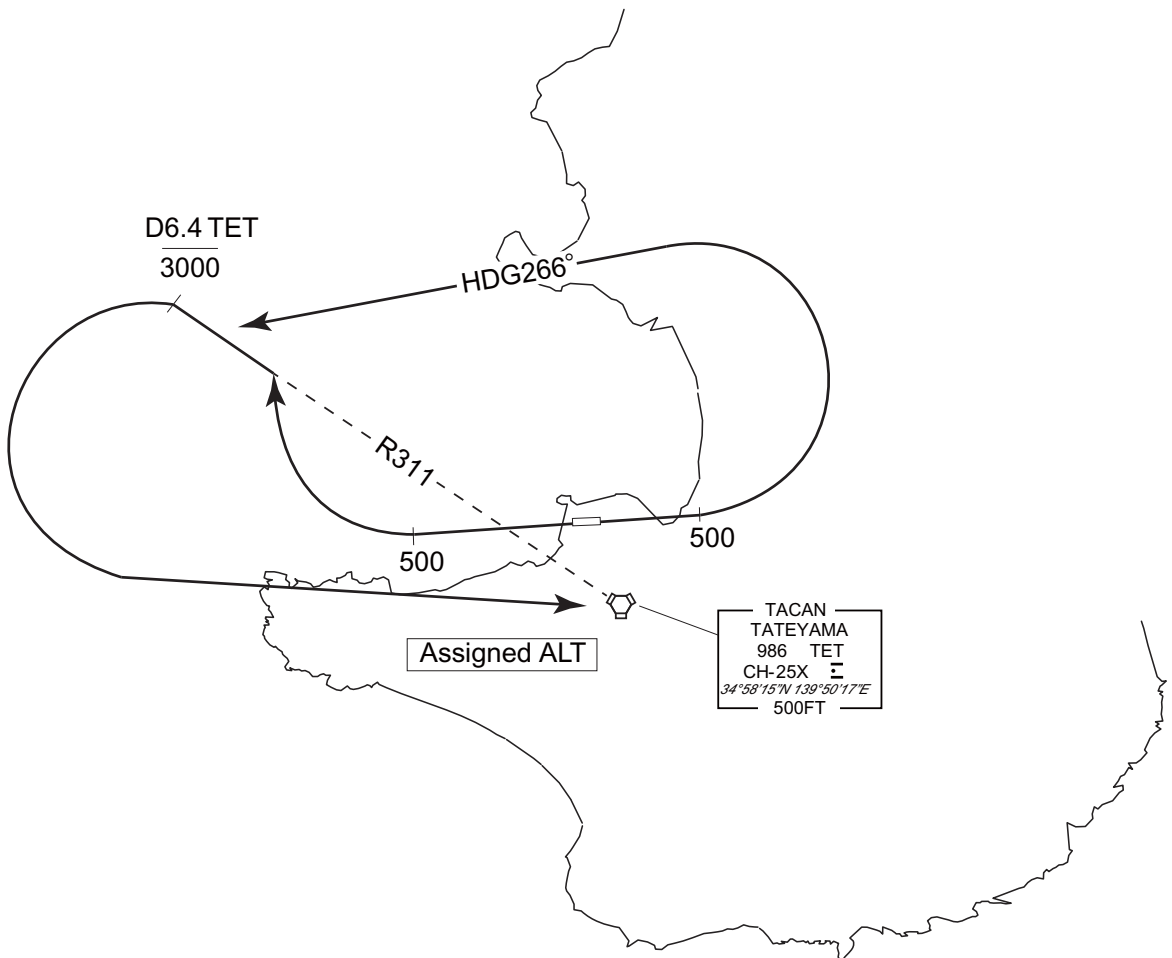 D6.4 TET
3000
HDG266°
R311
500
500
Assigned ALT
TACAN
TATEYAMA
986 TET
CH-25X
34°58'15"N 139°50'17"E
500FT